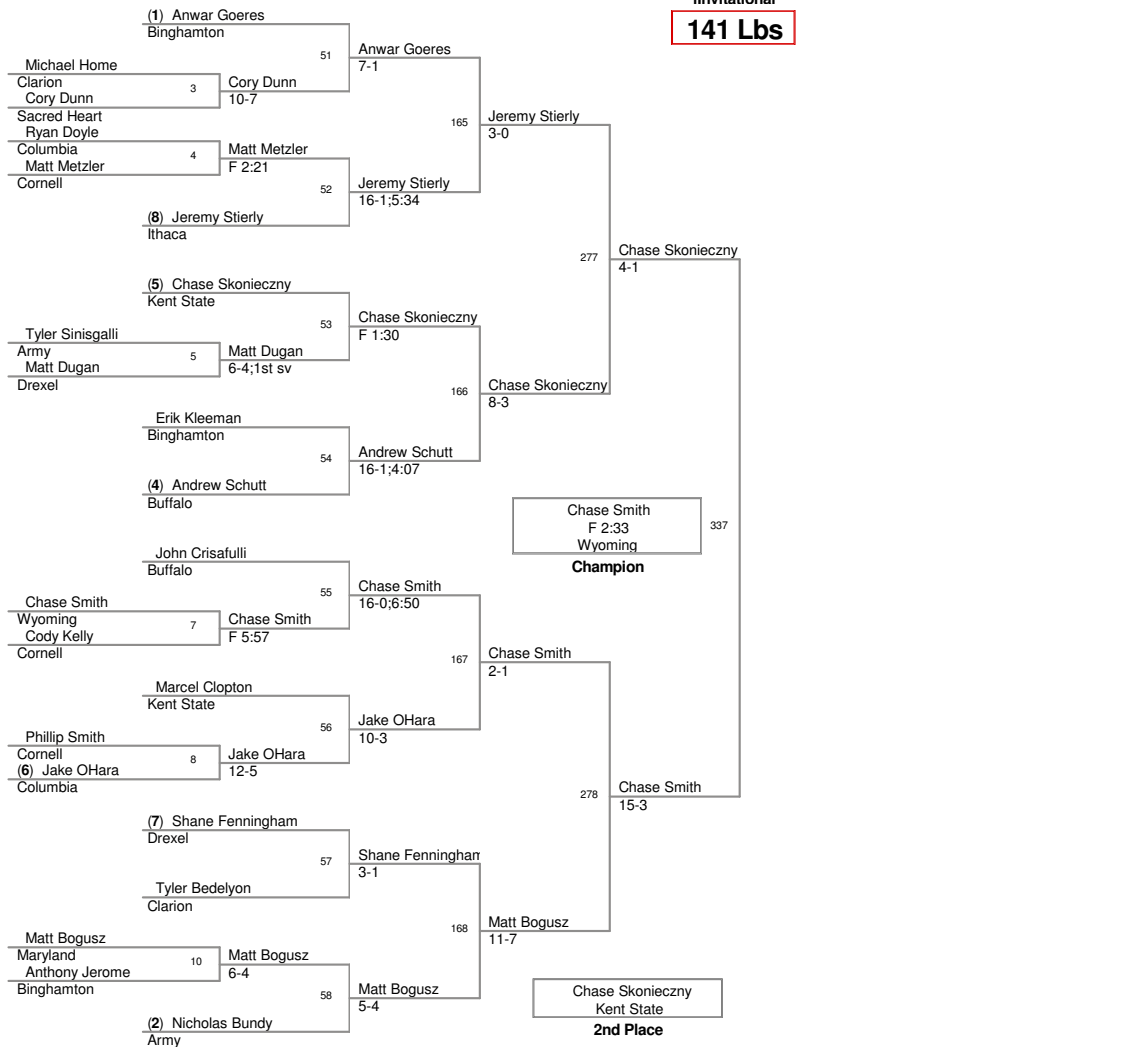 Invitational
141 Lbs
(1) Anwar Goeres
Binghamton
51
Anwar Goeres
7-1
Michael Home
Clarion
3
Cory Dunn
10-7
Cory Dunn
Sacred Heart
165
Jeremy Stierly
3-0
Ryan Doyle
Columbia
4
Matt Metzler
F 2:21
Matt Metzler
Cornell
52
Jeremy Stierly
16-1;5:34
(8) Jeremy Stierly
Ithaca
277
Chase Skonieczny
4-1
(5) Chase Skonieczny
Kent State
53
Chase Skonieczny
F 1:30
Tyler Sinisgalli
Army
5
Matt Dugan
6-4;1st sv
Matt Dugan
Drexel
166
Chase Skonieczny
8-3
Erik Kleeman
Binghamton
54
Andrew Schutt
16-1;4:07
(4) Andrew Schutt
Buffalo
Chase Smith
F 2:33
Wyoming
337
Champion
John Crisafulli
Buffalo
55
Chase Smith
16-0;6:50
Chase Smith
Wyoming
7
Chase Smith
F 5:57
Cody Kelly
Cornell
167
Chase Smith
2-1
Marcel Clopton
Kent State
56
Jake OHara
10-3
Phillip Smith
Cornell
8
Jake OHara
12-5
(6) Jake OHara
Columbia
278
Chase Smith
15-3
(7) Shane Fenningham
Drexel
57
Shane Fenningham
3-1
Tyler Bedelyon
Clarion
168
Matt Bogusz
11-7
Matt Bogusz
Maryland
10
Matt Bogusz
6-4
Anthony Jerome
Binghamton
58
Matt Bogusz
5-4
(2) Nicholas Bundy
Army
Chase Skonieczny
Kent State
2nd Place